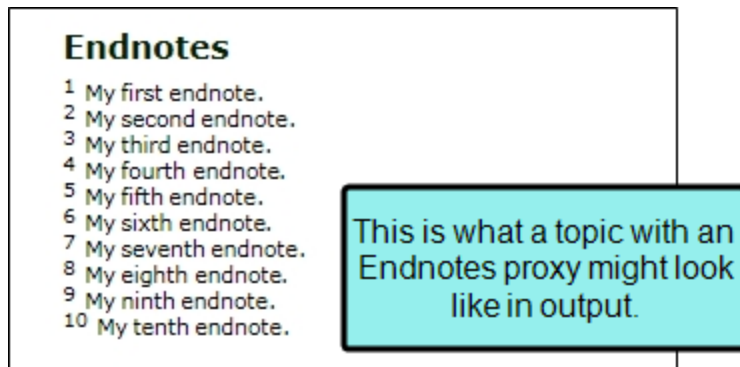 Endnotes
1 My first endnote.
2 My second endnote.
3 My third endnote.
4 My fourth endnote.
5 My fifth endnote.
6 My sixth endnote.
7 My seventh endnote.
8 My eighth endnote.
9 My ninth endnote.
10 My tenth endnote.
This is what a topic with an
Endnotes proxy might look
like in output.